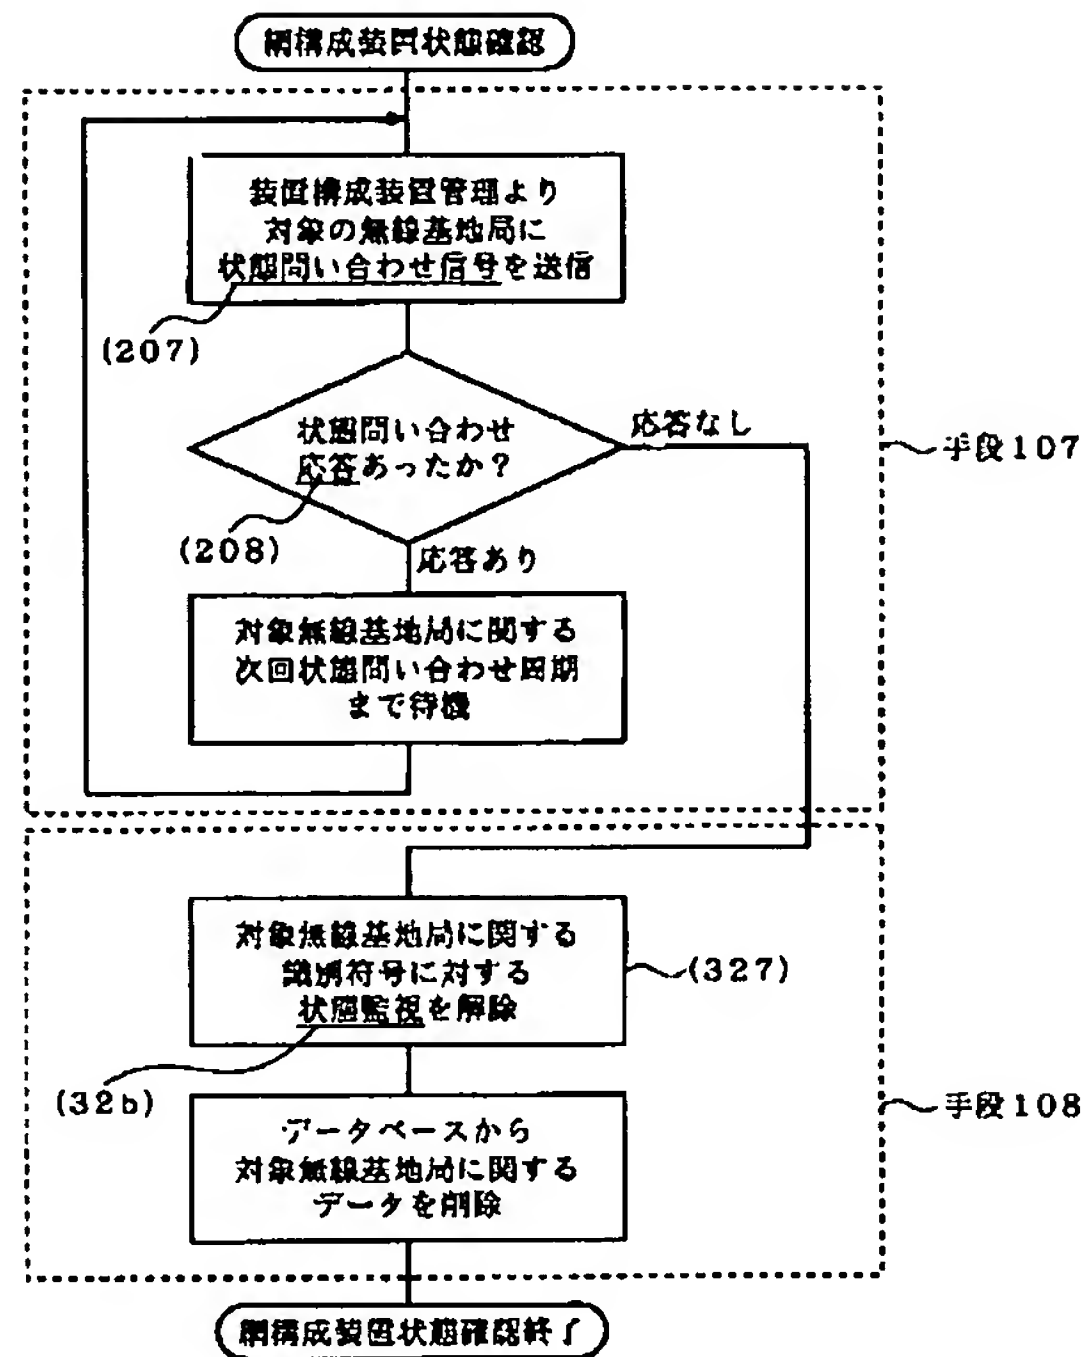 網構成装置状態確認
装置構成装置管理より
対象の無線基地局に
状態問い合わせ信号を送信
(207)
状態問い合わせ
応答あったか？
応答なし
手段107
(208)
応答あり
対象無線基地局に関する
次回状態問い合わせ周期
まで待機
対象無線基地局に関する
識別符号に対する
状態監視を解除
(327)
(32b)
データベースから
対象無線基地局に関する
データを削除
手段108
網構成装置状態確認終了